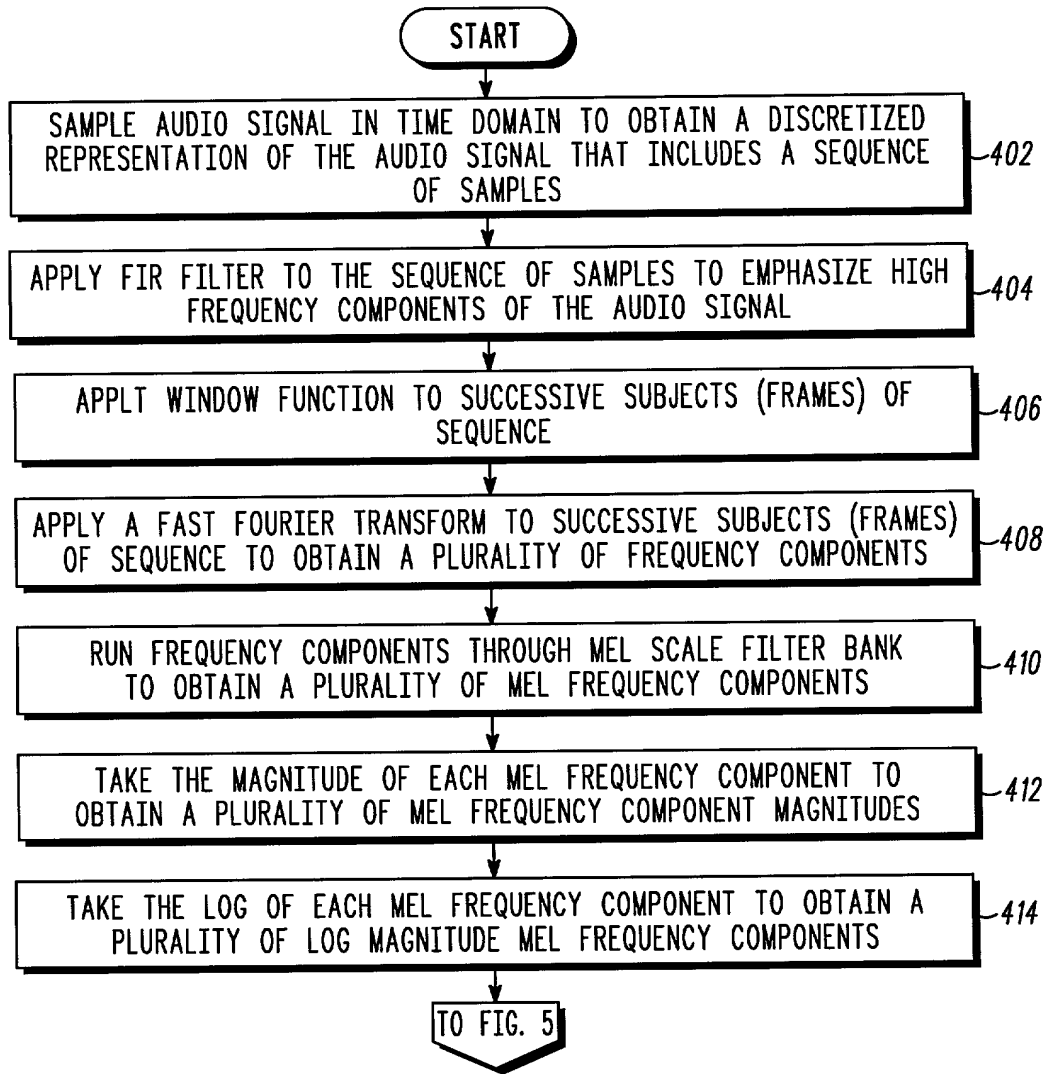 START
SAMPLE AUDIO SIGNAL IN TIME DOMAIN TO OBTAIN A DISCRETIZED
REPRESENTATION OF THE AUDIO SIGNAL THAT INCLUDES A SEQUENCE
OF SAMPLES
402
APPLY FIR FILTER TO THE SEQUENCE OF SAMPLES TO EMPHASIZE HIGH
FREQUENCY COMPONENTS OF THE AUDIO SIGNAL
404
APPLT WINDOW FUNCTION TO SUCCESSIVE SUBJECTS (FRAMES) OF
SEQUENCE
406
APPLY A FAST FOURIER TRANSFORM TO SUCCESSIVE SUBJECTS (FRAMES)
OF SEQUENCE TO OBTAIN A PLURALITY OF FREQUENCY COMPONENTS
408
RUN FREQUENCY COMPONENTS THROUGH MEL SCALE FILTER BANK
TO OBTAIN A PLURALITY OF MEL FREQUENCY COMPONENTS
410
TAKE THE MAGNITUDE OF EACH MEL FREQUENCY COMPONENT TO
OBTAIN A PLURALITY OF MEL FREQUENCY COMPONENT MAGNITUDES
412
TAKE THE LOG OF EACH MEL FREQUENCY COMPONENT TO OBTAIN A
PLURALITY OF LOG MAGNITUDE MEL FREQUENCY COMPONENTS
414
TO FIG. 5